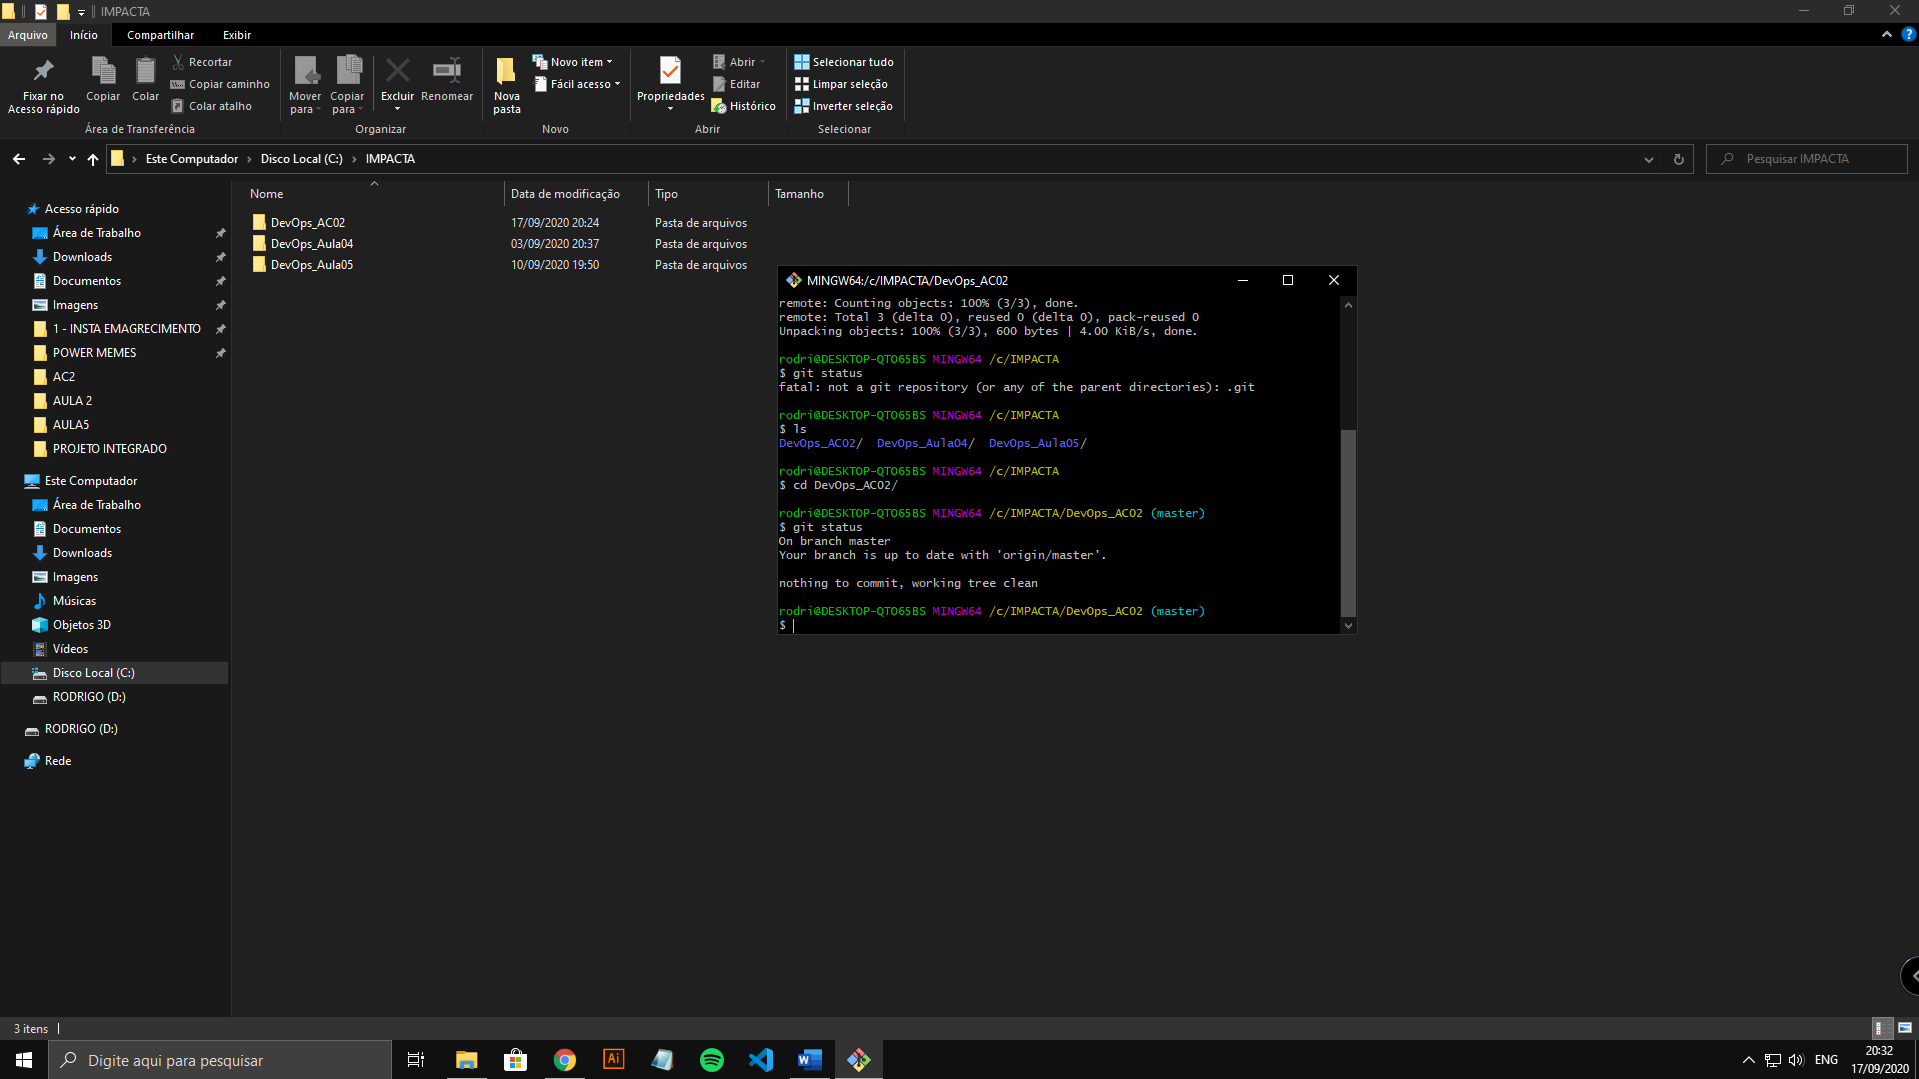 IMPACTA
Arquivo Início Compartilhar Exibir
Fixar no
Acesso rápido
Copiar
Colar
Recortar
Copiar caminho
Colar atalho
Área de Transferência
Mover
para
Copiar
para
Excluir
Renomear
Organizar
Nova
pasta
Novo item
Fácil acesso
Novo
Propriedades
Abrir
Editar
Histórico
Abrir
Selecionar tudo
Limpar seleção
Inverter seleção
Selecionar
Este Computador › Disco Local (C:) › IMPACTA
Pesquisar IMPACTA
Acesso rápido
Área de Trabalho
Downloads
Documentos
Imagens
1 - INSTA EMAGRECIMENTO
POWER MEMES
AC2
AULA 2
AULA5
PROJETO INTEGRADO
Este Computador
Área de Trabalho
Documentos
Downloads
Imagens
Músicas
Objetos 3D
Vídeos
Disco Local (C:)
RODRIGO (D:)
RODRIGO (D:)
Rede
Nome Data de modificação Tipo Tamanho
DevOps_AC02 17/09/2020 20:24 Pasta de arquivos
DevOps_Aula04 03/09/2020 20:37 Pasta de arquivos
DevOps_Aula05 10/09/2020 19:50 Pasta de arquivos
MINGW64:/c/IMPACTA/DevOps_AC02
remote: Counting objects: 100% (3/3), done.
remote: Total 3 (delta 0), reused 0 (delta 0), pack-reused 0
Unpacking objects: 100% (3/3), 600 bytes | 4.00 KiB/s, done.
rodri@DESKTOP-QTO65BS MINGW64 /c/IMPACTA
$ git status
fatal: not a git repository (or any of the parent directories): .git
rodri@DESKTOP-QTO65BS MINGW64 /c/IMPACTA
$ ls
DevOps_AC02/ DevOps_Aula04/ DevOps_Aula05/
rodri@DESKTOP-QTO65BS MINGW64 /c/IMPACTA
$ cd DevOps_AC02/
rodri@DESKTOP-QTO65BS MINGW64 /c/IMPACTA/DevOps_AC02 (master)
$ git status
On branch master
Your branch is up to date with 'origin/master'.
nothing to commit, working tree clean
rodri@DESKTOP-QTO65BS MINGW64 /c/IMPACTA/DevOps_AC02 (master)
$
3 itens
Digite aqui para pesquisar
Ai
W
ENG
20:32
17/09/2020